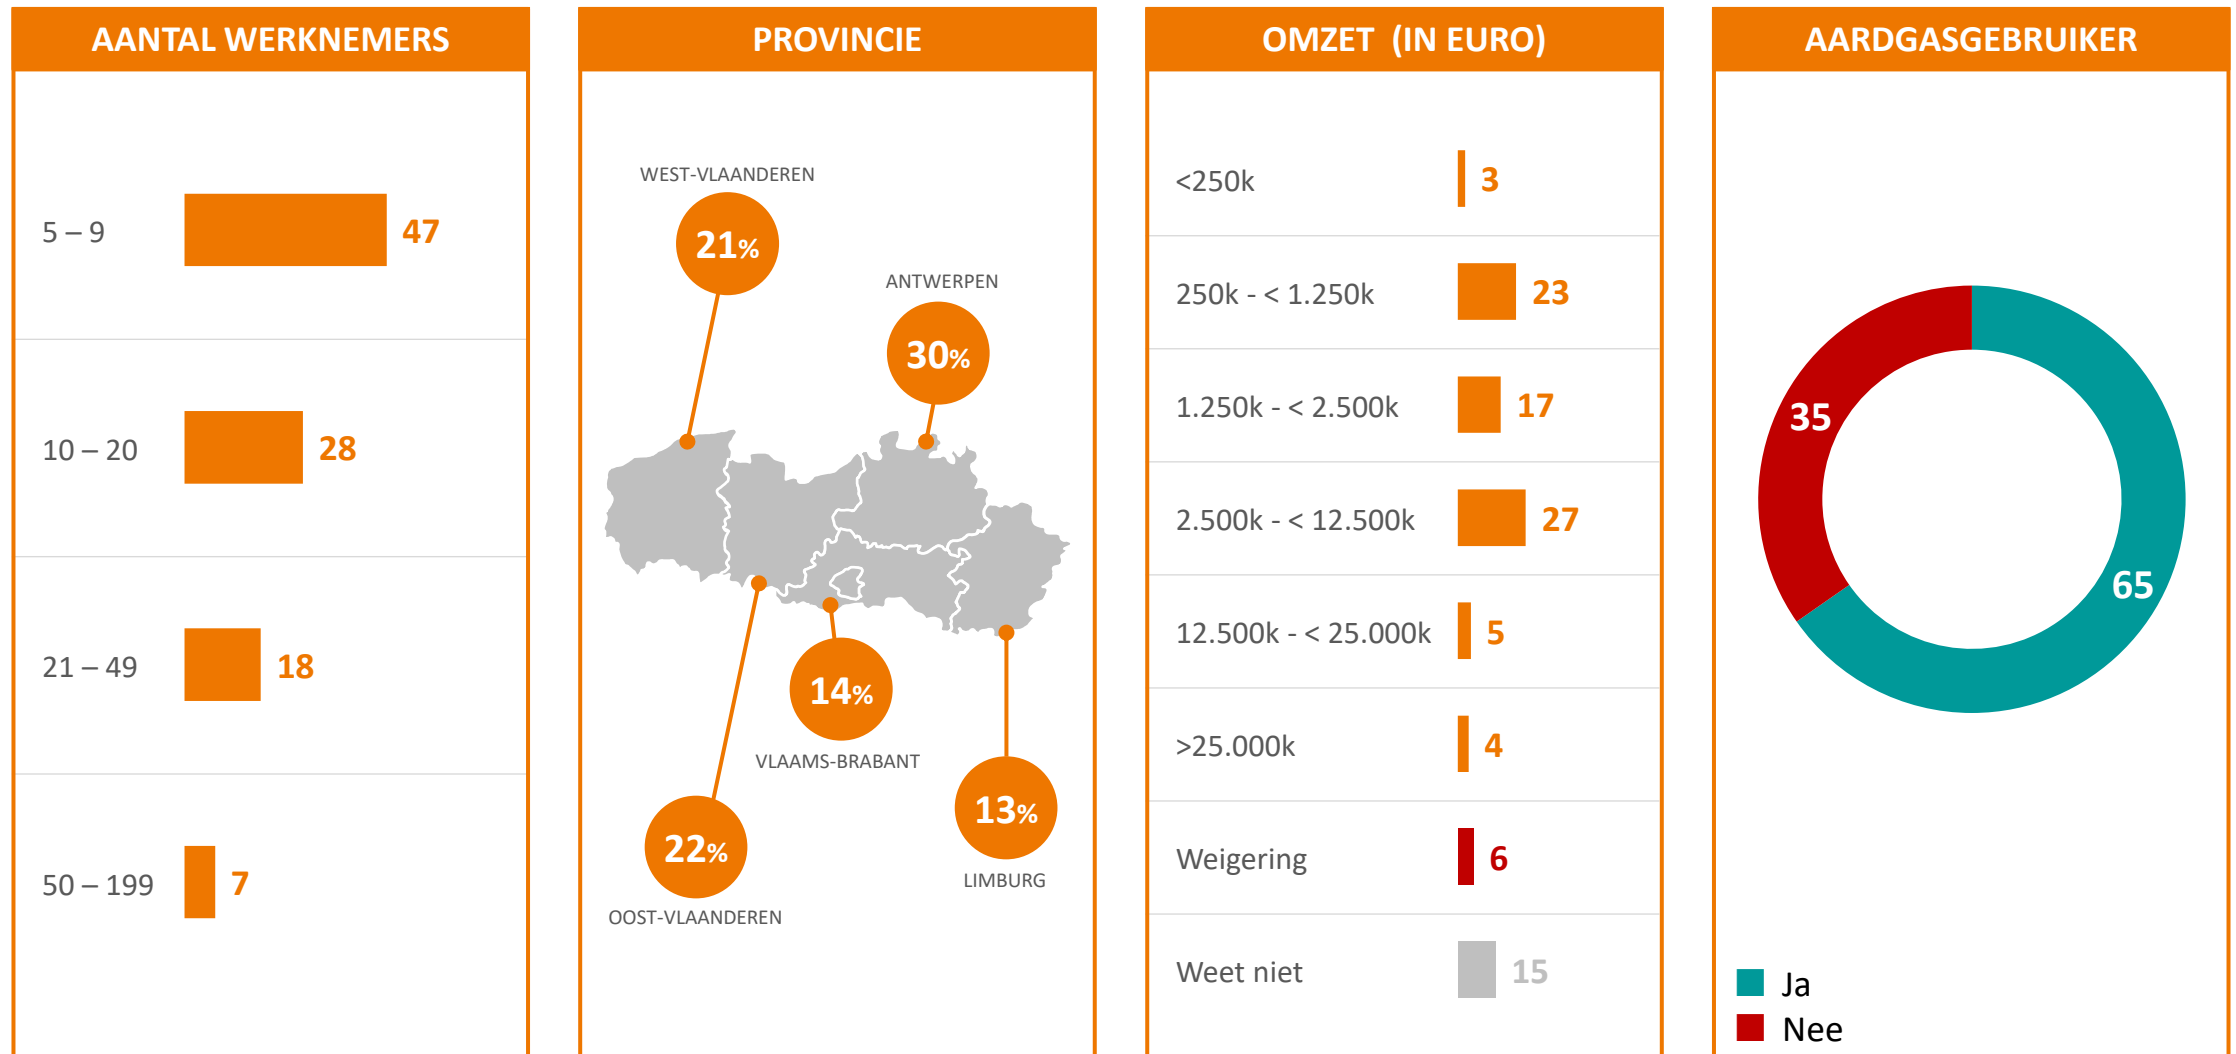 AANTAL WERKNEMERS
5 – 9
47
10 – 20
28
21 – 49
18
50 – 199
7
PROVINCIE
WEST-VLAANDEREN
21%
ANTWERPEN
30%
14%
VLAAMS-BRABANT
13%
LIMBURG
22%
OOST-VLAANDEREN
OMZET (IN EURO)
<250k
3
250k - < 1.250k
23
1.250k - < 2.500k
17
2.500k - < 12.500k
27
12.500k - < 25.000k
5
>25.000k
4
Weigering
6
Weet niet
15
AARDGASGEBRUIKER
35
65
Ja
Nee